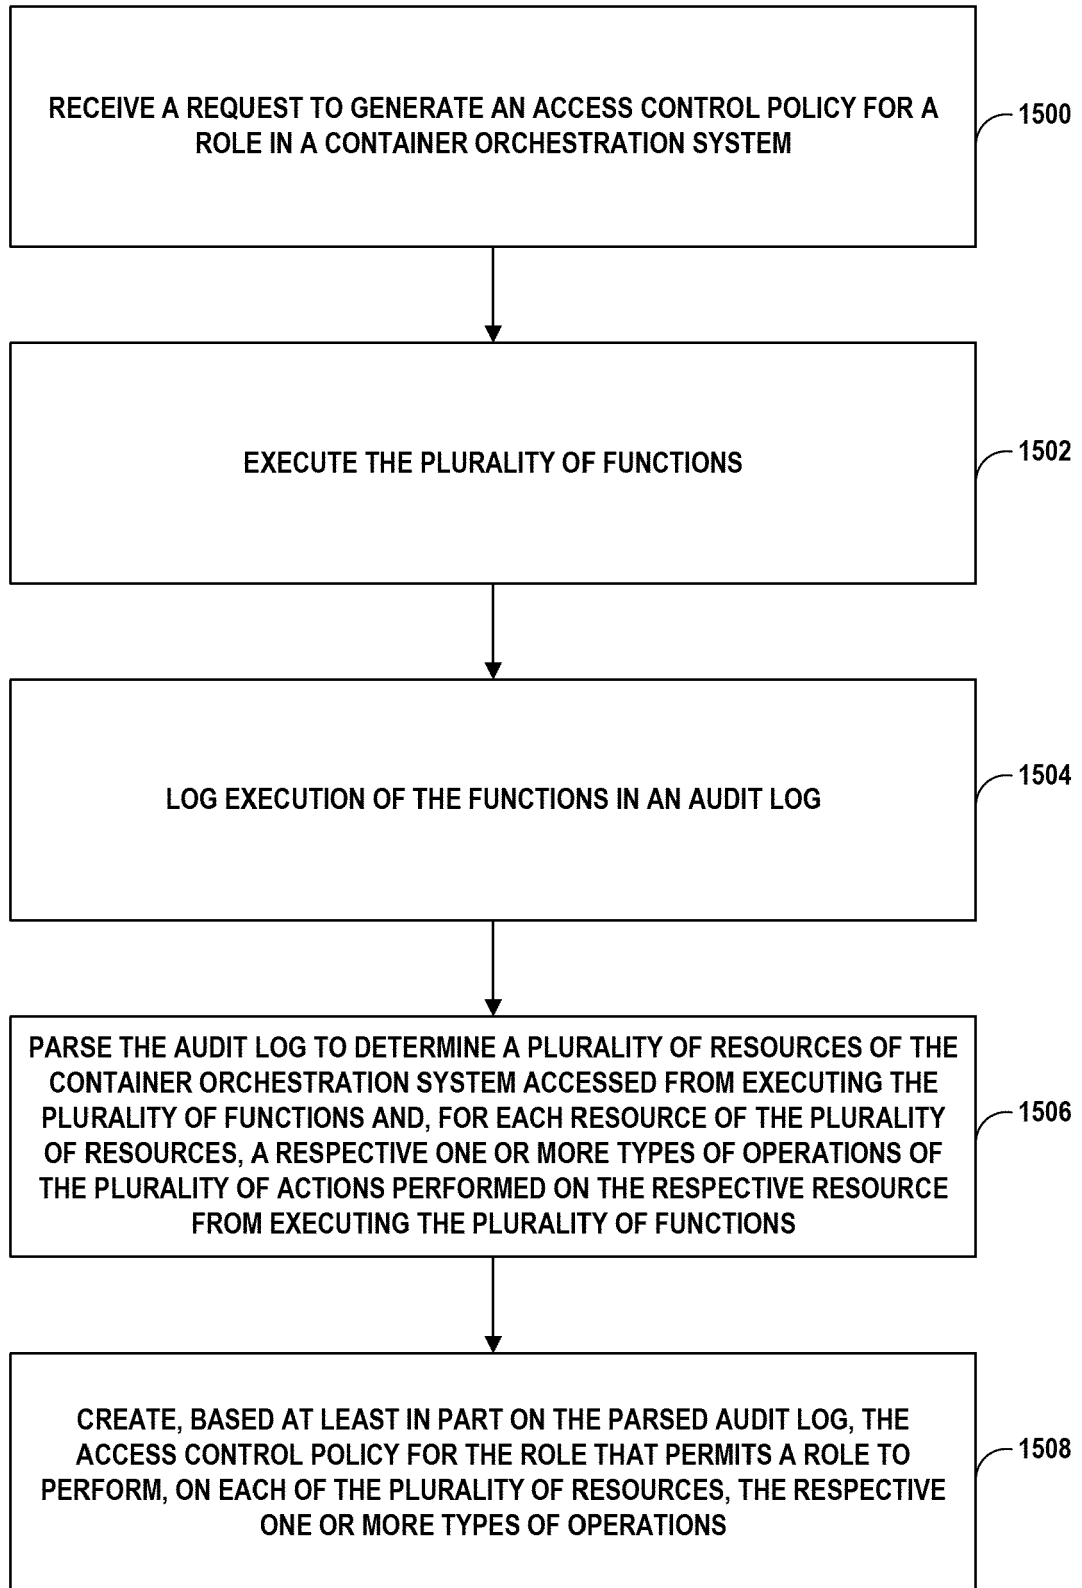 RECEIVE A REQUEST TO GENERATE AN ACCESS CONTROL POLICY FOR A
ROLE IN A CONTAINER ORCHESTRATION SYSTEM
1500
EXECUTE THE PLURALITY OF FUNCTIONS
1502
LOG EXECUTION OF THE FUNCTIONS IN AN AUDIT LOG
1504
PARSE THE AUDIT LOG TO DETERMINE A PLURALITY OF RESOURCES OF THE
CONTAINER ORCHESTRATION SYSTEM ACCESSED FROM EXECUTING THE
PLURALITY OF FUNCTIONS AND, FOR EACH RESOURCE OF THE PLURALITY
OF RESOURCES, A RESPECTIVE ONE OR MORE TYPES OF OPERATIONS OF
THE PLURALITY OF ACTIONS PERFORMED ON THE RESPECTIVE RESOURCE
FROM EXECUTING THE PLURALITY OF FUNCTIONS
1506
CREATE, BASED AT LEAST IN PART ON THE PARSED AUDIT LOG, THE
ACCESS CONTROL POLICY FOR THE ROLE THAT PERMITS A ROLE TO
PERFORM, ON EACH OF THE PLURALITY OF RESOURCES, THE RESPECTIVE
ONE OR MORE TYPES OF OPERATIONS
1508